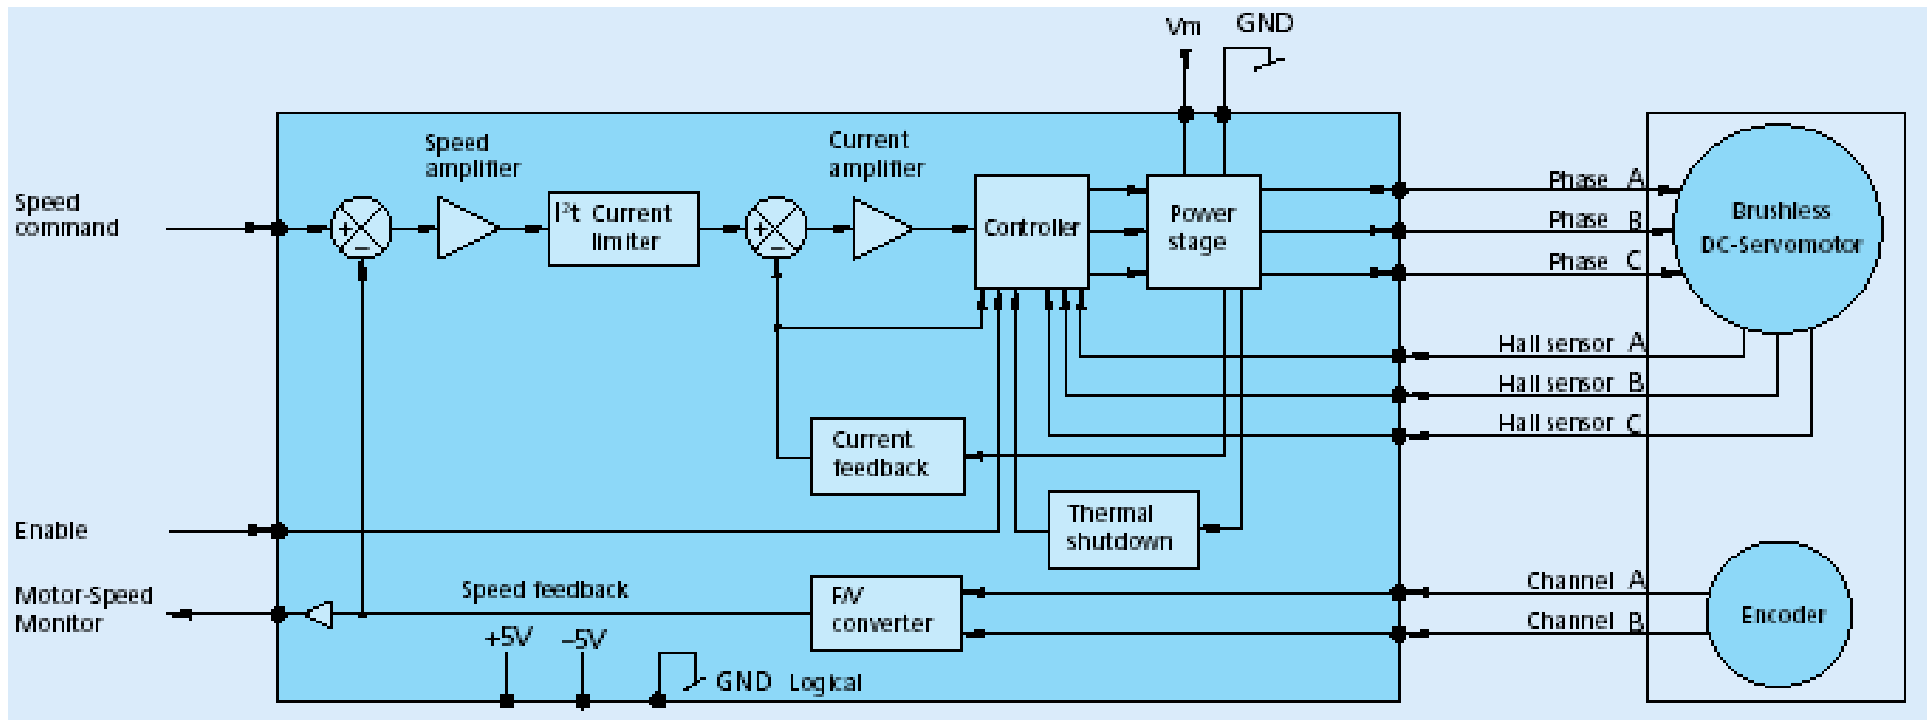 Vm
GND
Speed
amplifier
Current
amplifier
Speed
command
+
−
I²t Current
limiter
+
−
Controller
Power
stage
Phase A
Phase B
Phase C
Brushless
DC-Servomotor
Hall sensor A
Hall sensor B
Hall sensor C
Current
feedback
Thermal
shutdown
Enable
Motor-Speed
Monitor
Speed feedback
F/V
converter
Channel A
Channel B
Encoder
+5V
−5V
GND Logical